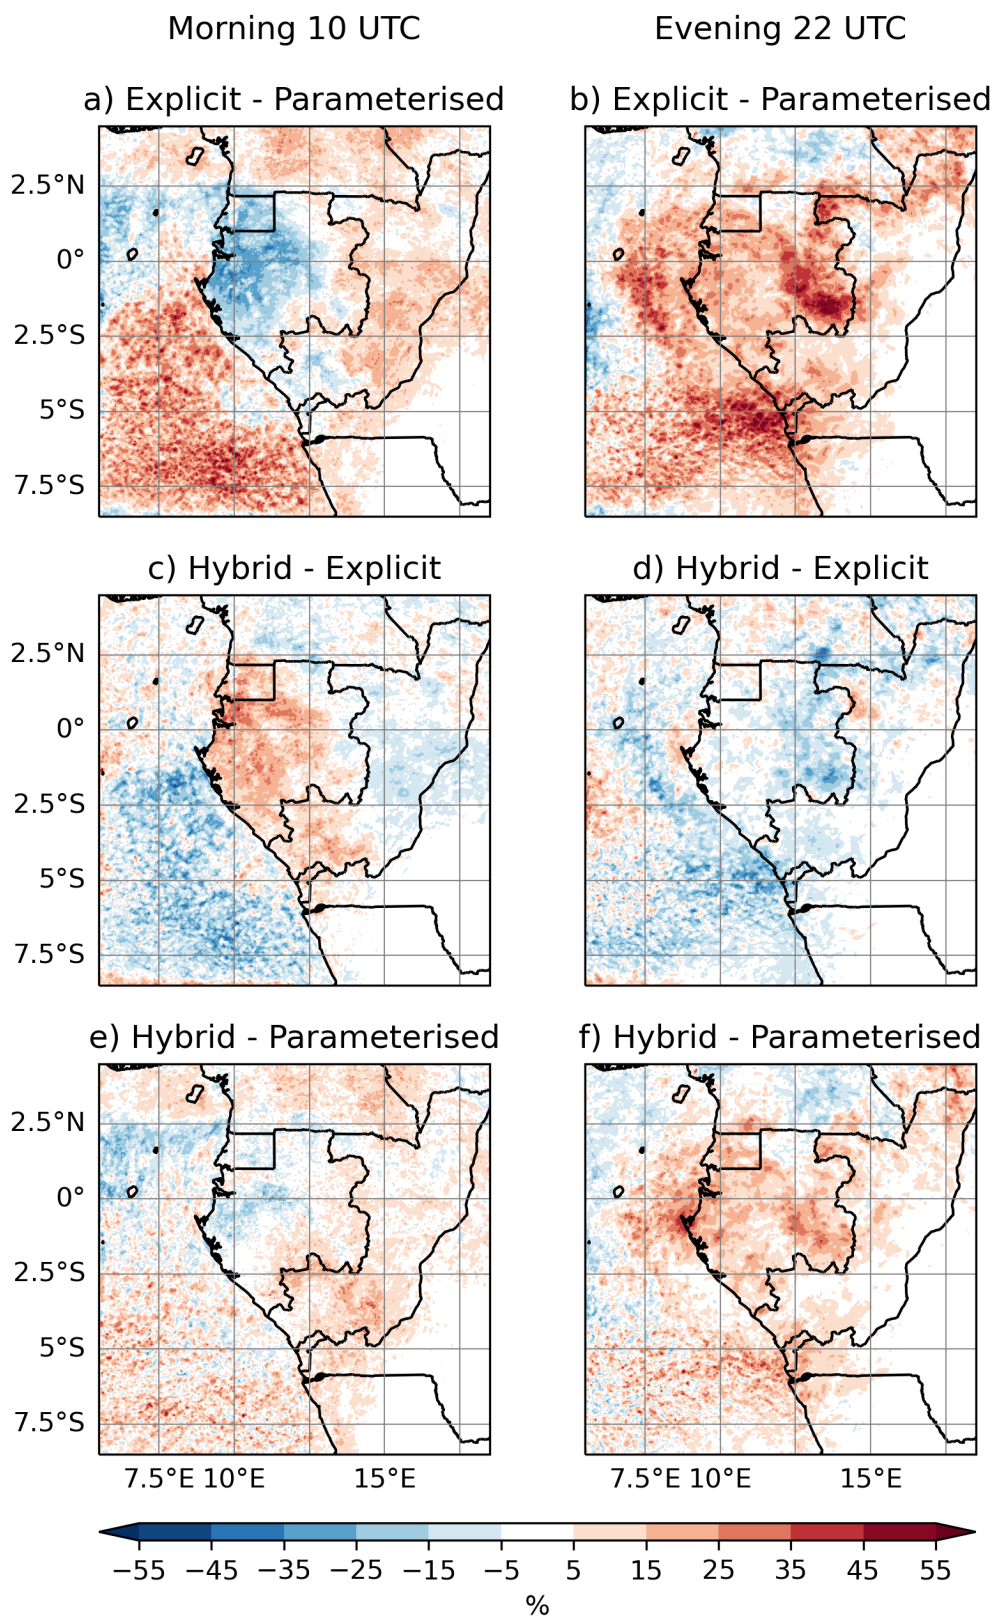 Morning 10 UTC
Evening 22 UTC
a) Explicit - Parameterised
b) Explicit - Parameterised
2.5°N
0°
2.5°S
5°S
7.5°S
c) Hybrid - Explicit
d) Hybrid - Explicit
2.5°N
0°
2.5°S
5°S
7.5°S
e) Hybrid - Parameterised
f) Hybrid - Parameterised
2.5°N
0°
2.5°S
5°S
7.5°S
7.5°E 10°E 15°E
7.5°E 10°E 15°E
−55 −45 −35 −25 −15 −5 5 15 25 35 45 55
%